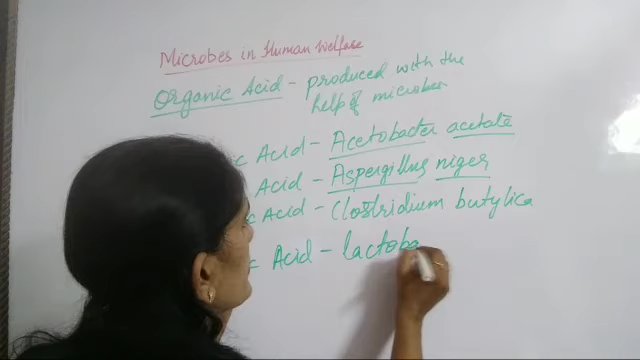 Microbes in Human Welfare
Organic Acid - produced with the
help of microbes
c Acid - Acetobacter acetate
Acid - Aspergillus niger
c Acid - Clostridium butylica
c Acid - lactoba